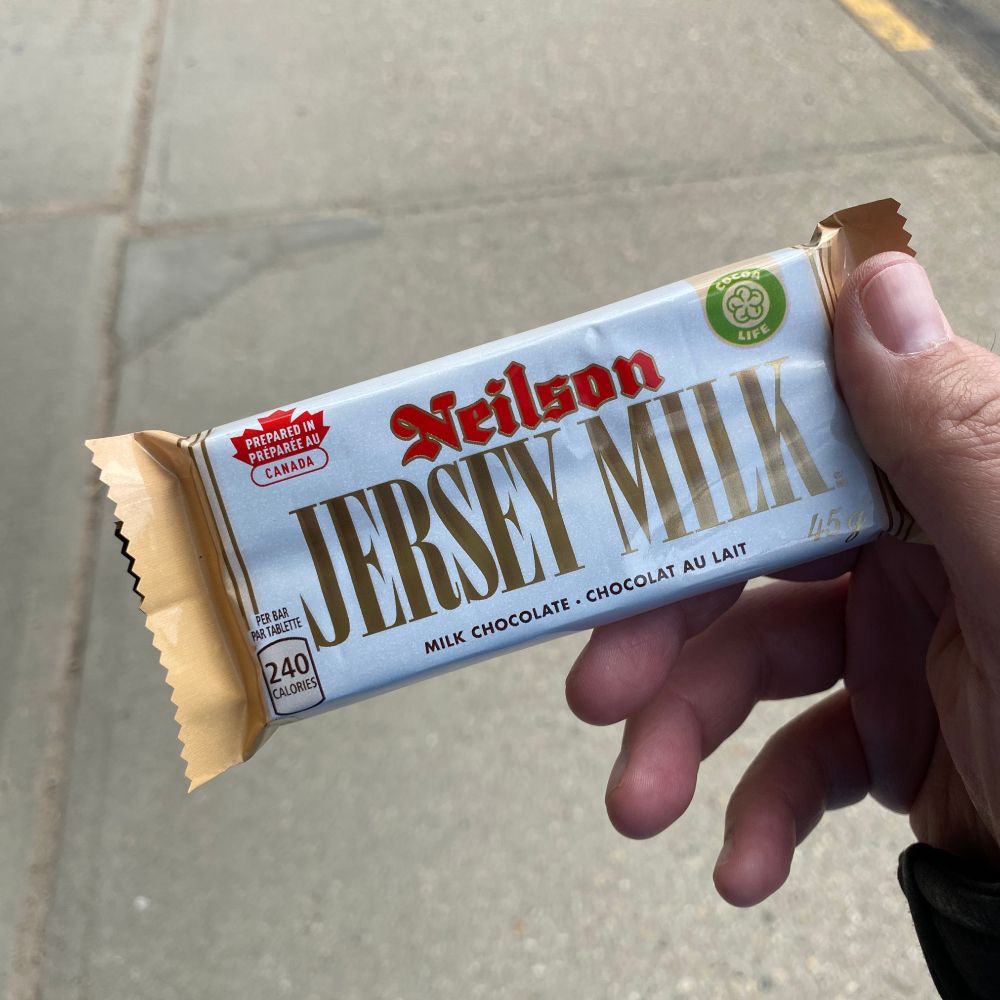 COCOA
LIFE
Neilson
PREPARED IN
PRÉPARÉE AU
CANADA
JERSEY MILK
45 g
MILK CHOCOLATE • CHOCOLAT AU LAIT
PER BAR
PAR TABLETTE
240
CALORIES